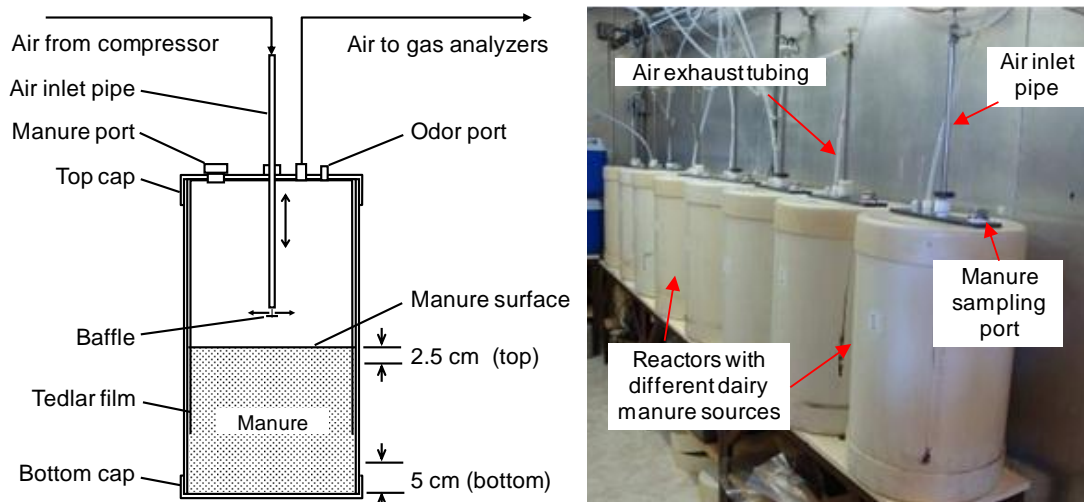 Air from compressor
Air to gas analyzers
Air inlet pipe
Manure port
Odor port
Top cap
Manure surface
Baffle
2.5 cm (top)
Tedlar film
Manure
Bottom cap
5 cm (bottom)
Air exhaust tubing
Air inlet
pipe
Manure
sampling
port
Reactors with
different dairy
manure sources